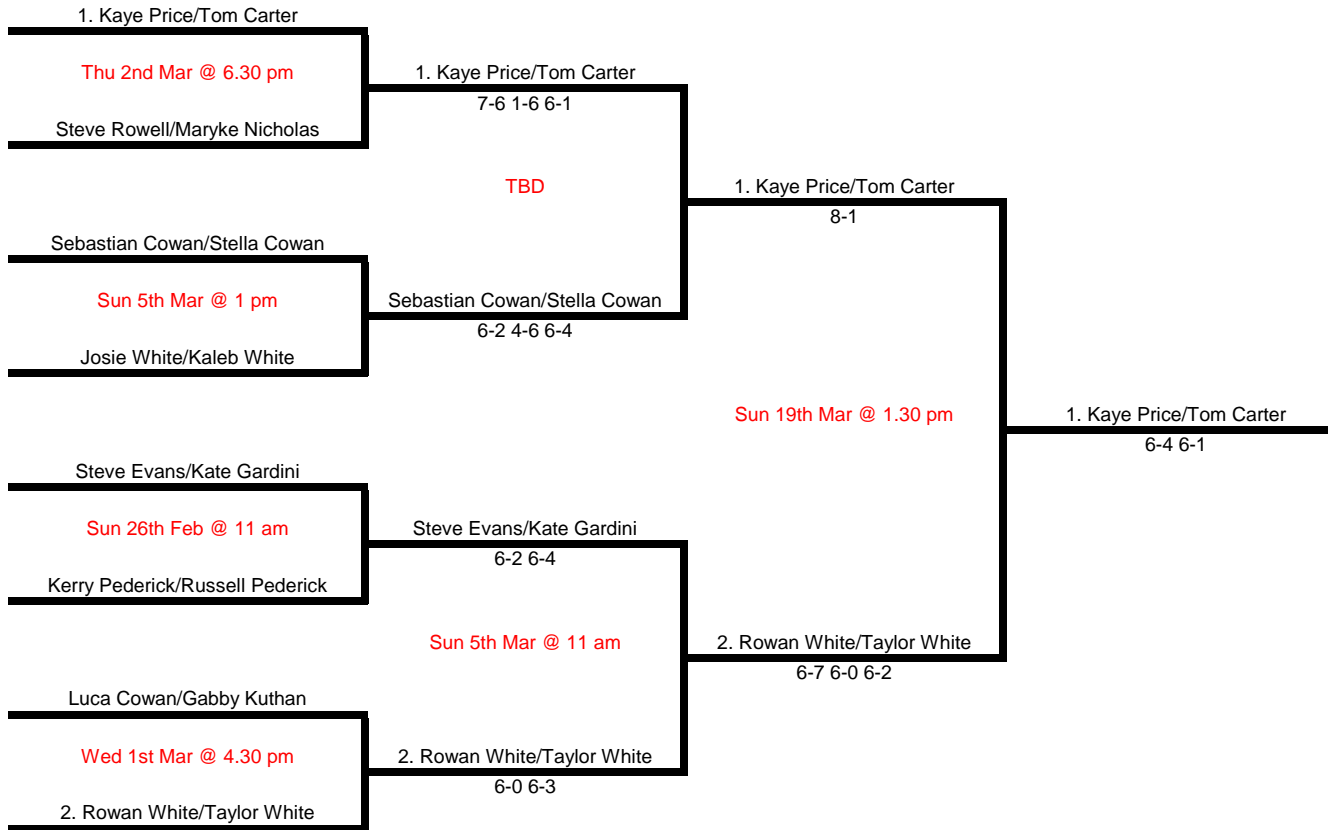 1. Kaye Price/Tom Carter
Thu 2nd Mar @ 6.30 pm
1. Kaye Price/Tom Carter
7-6 1-6 6-1
Steve Rowell/Maryke Nicholas
TBD
1. Kaye Price/Tom Carter
8-1
Sebastian Cowan/Stella Cowan
Sun 5th Mar @ 1 pm
Sebastian Cowan/Stella Cowan
6-2 4-6 6-4
Josie White/Kaleb White
Sun 19th Mar @ 1.30 pm
1. Kaye Price/Tom Carter
6-4 6-1
Steve Evans/Kate Gardini
Sun 26th Feb @ 11 am
Steve Evans/Kate Gardini
6-2 6-4
Kerry Pederick/Russell Pederick
Sun 5th Mar @ 11 am
2. Rowan White/Taylor White
6-7 6-0 6-2
Luca Cowan/Gabby Kuthan
Wed 1st Mar @ 4.30 pm
2. Rowan White/Taylor White
6-0 6-3
2. Rowan White/Taylor White